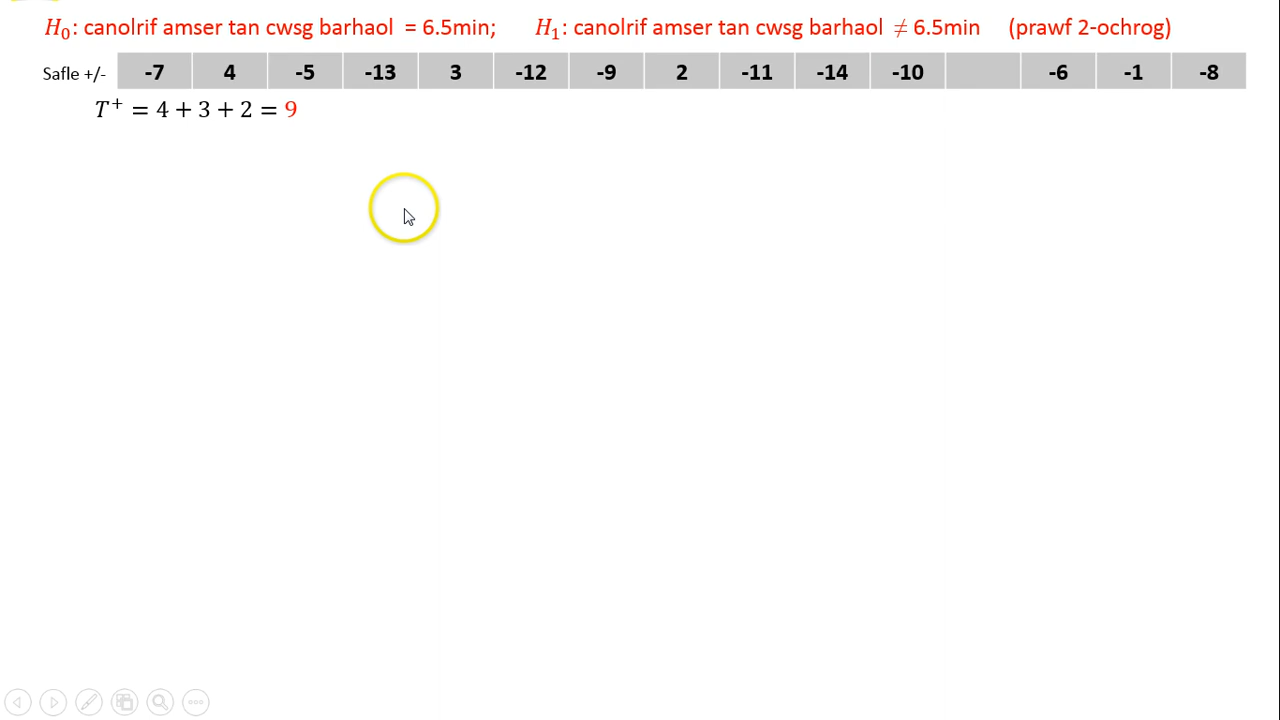 H₀: canolrif amser tan cwsg barhaol = 6.5min; H₁: canolrif amser tan cwsg barhaol ≠ 6.5min (prawf 2-ochrog)
Safle +/- -7 4 -5 -13 3 -12 -9 2 -11 -14 -10 -6 -1 -8
T⁺ = 4 + 3 + 2 = 9